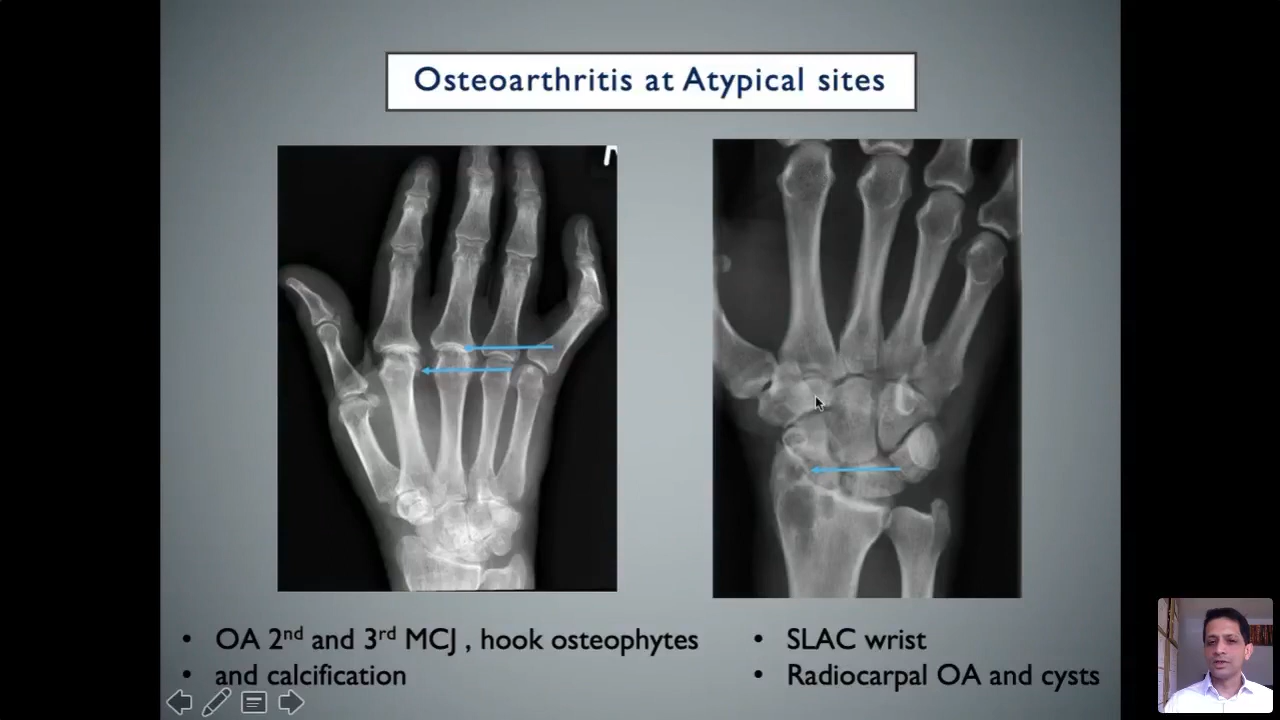 Osteoarthritis at Atypical sites
• OA 2nd and 3rd MCJ , hook osteophytes
• and calcification
• SLAC wrist
• Radiocarpal OA and cysts